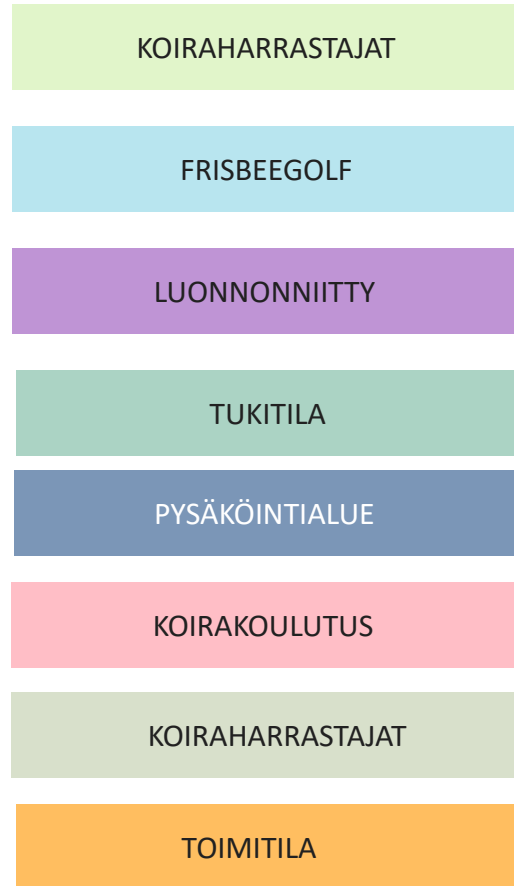 KOIRAHARRASTAJAT
FRISBEEGOLF
LUONNONNIITTY
TUKITILA
PYSÄKÖINTIALUE
KOIRAKOULUTUS
KOIRAHARRASTAJAT
TOIMITILA